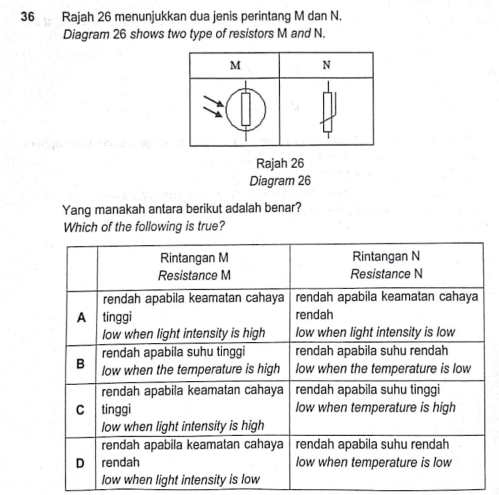 36 Rajah 26 menunjukkan dua jenis perintang M dan N.
Diagram 26 shows two type of resistors M and N.
M N
Rajah 26
Diagram 26
Yang manakah antara berikut adalah benar?
Which of the following is true?
Rintangan M Rintangan N
Resistance M Resistance N
A
rendah apabila keamatan cahaya
tinggi
low when light intensity is high
rendah apabila keamatan cahaya
rendah
low when light intensity is low
B
rendah apabila suhu tinggi
low when the temperature is high
rendah apabila suhu rendah
low when the temperature is low
C
rendah apabila keamatan cahaya
tinggi
low when light intensity is high
rendah apabila suhu tinggi
low when temperature is high
D
rendah apabila keamatan cahaya
rendah
low when light intensity is low
rendah apabila suhu rendah
low when temperature is low